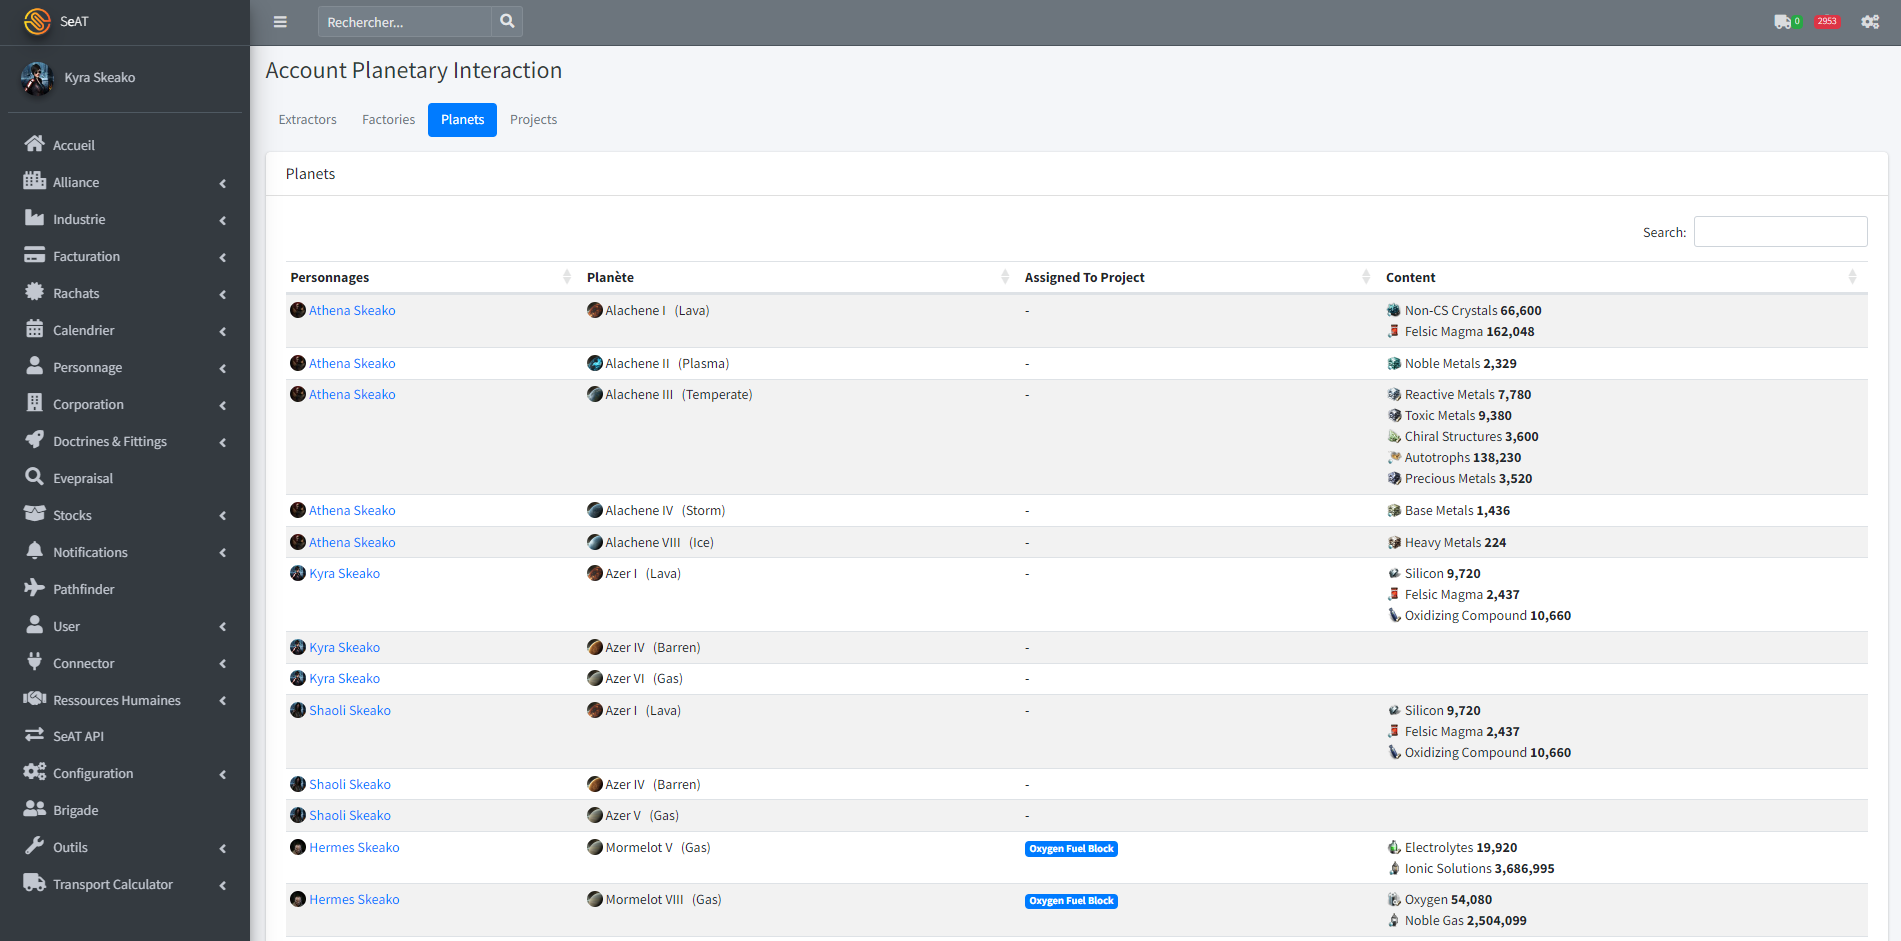 SeAT
Rechercher...
0
2953
Kyra Skeako
Accueil
Alliance
Industrie
Facturation
Rachats
Calendrier
Personnage
Corporation
Doctrines & Fittings
Evepraisal
Stocks
Notifications
Pathfinder
User
Connector
Ressources Humaines
SeAT API
Configuration
Brigade
Outils
Transport Calculator
Account Planetary Interaction
Extractors Factories Planets Projects
Planets
Search:
Personnages Planète Assigned To Project Content
Athena Skeako Alachene I (Lava) - Non-CS Crystals 66,600
Felsic Magma 162,048
Athena Skeako Alachene II (Plasma) - Noble Metals 2,329
Athena Skeako Alachene III (Temperate) - Reactive Metals 7,780
Toxic Metals 9,380
Chiral Structures 3,600
Autotrophs 138,230
Precious Metals 3,520
Athena Skeako Alachene IV (Storm) - Base Metals 1,436
Athena Skeako Alachene VIII (Ice) - Heavy Metals 224
Kyra Skeako Azer I (Lava) - Silicon 9,720
Felsic Magma 2,437
Oxidizing Compound 10,660
Kyra Skeako Azer IV (Barren) -
Kyra Skeako Azer VI (Gas) -
Shaoli Skeako Azer I (Lava) - Silicon 9,720
Felsic Magma 2,437
Oxidizing Compound 10,660
Shaoli Skeako Azer IV (Barren) -
Shaoli Skeako Azer V (Gas) -
Hermes Skeako Mormelot V (Gas) Oxygen Fuel Block Electrolytes 19,920
Ionic Solutions 3,686,995
Hermes Skeako Mormelot VIII (Gas) Oxygen Fuel Block Oxygen 54,080
Noble Gas 2,504,099